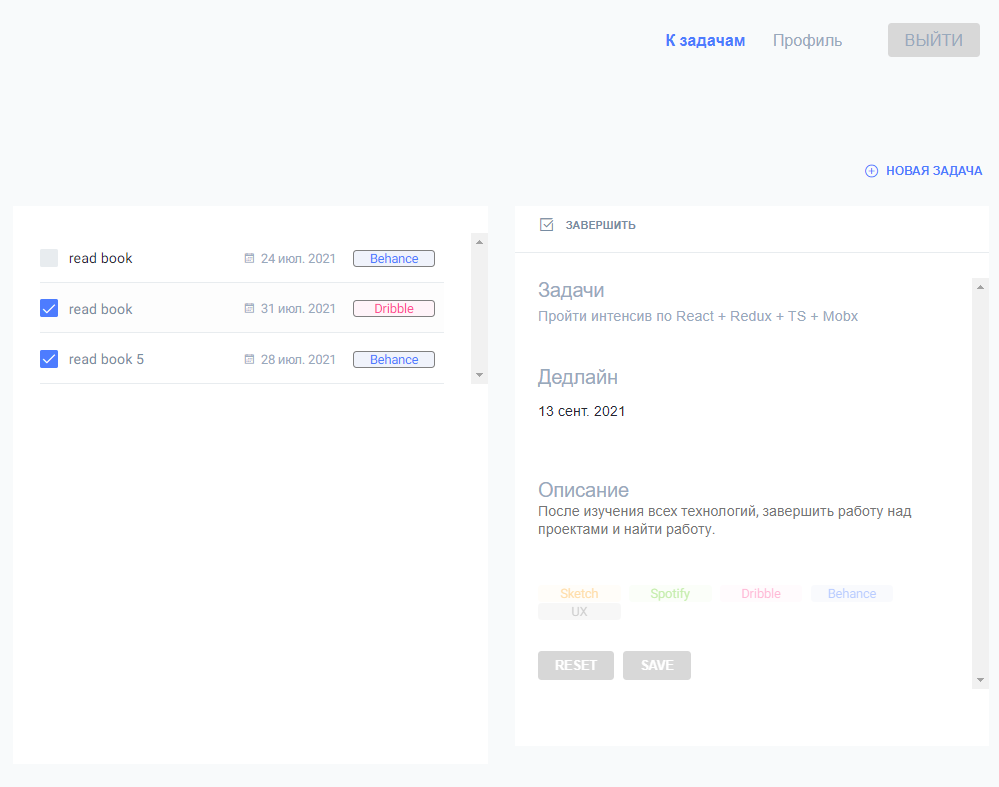 К задачам Профиль ВЫЙТИ
НОВАЯ ЗАДАЧА
read book 24 июл. 2021 Behance
read book 31 июл. 2021 Dribble
read book 5 28 июл. 2021 Behance
ЗАВЕРШИТЬ
Задачи
Пройти интенсив по React + Redux + TS + Mobx
Дедлайн
13 сент. 2021
Описание
После изучения всех технологий, завершить работу над
проектами и найти работу.
Sketch Spotify Dribble Behance
UX
RESET SAVE